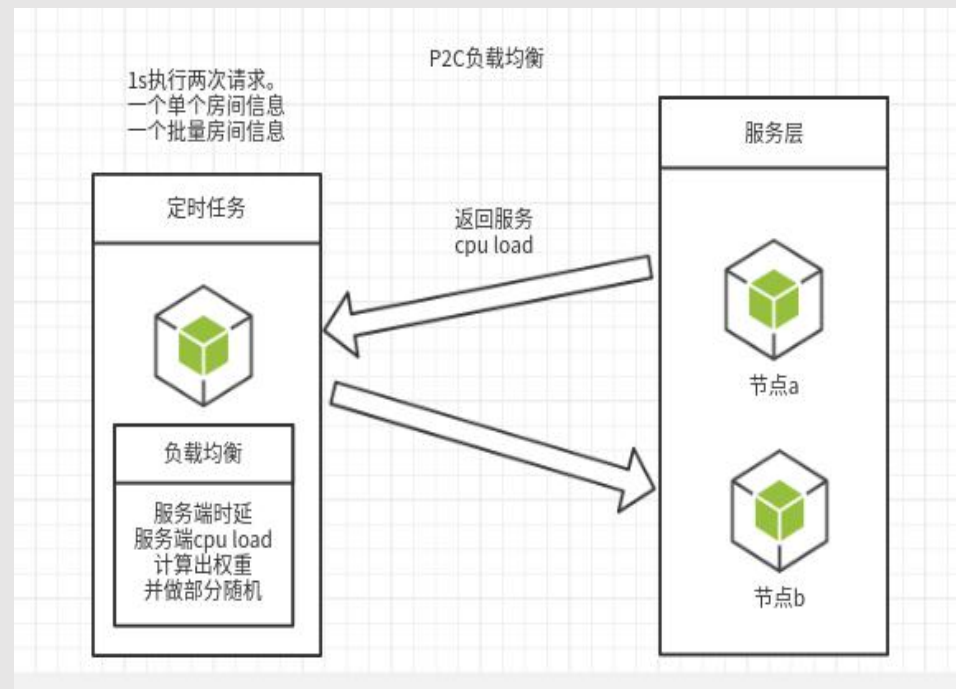 P2C负载均衡
1s执行两次请求。
一个单个房间信息
一个批量房间信息
定时任务
负载均衡
服务端时延
服务端cpu load
计算出权重
并做部分随机
返回服务
cpu load
服务层
节点a
节点b